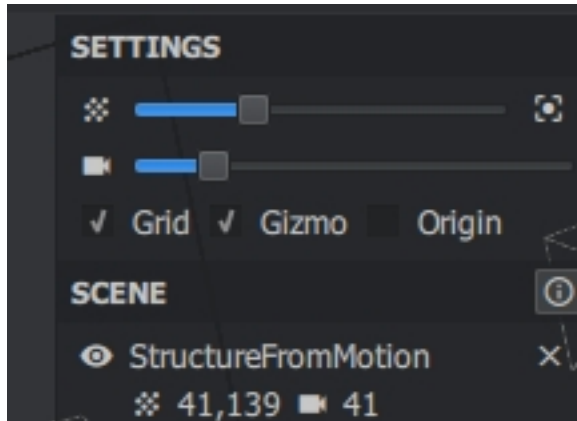 SETTINGS
Grid Gizmo Origin
SCENE
StructureFromMotion
41,139 41